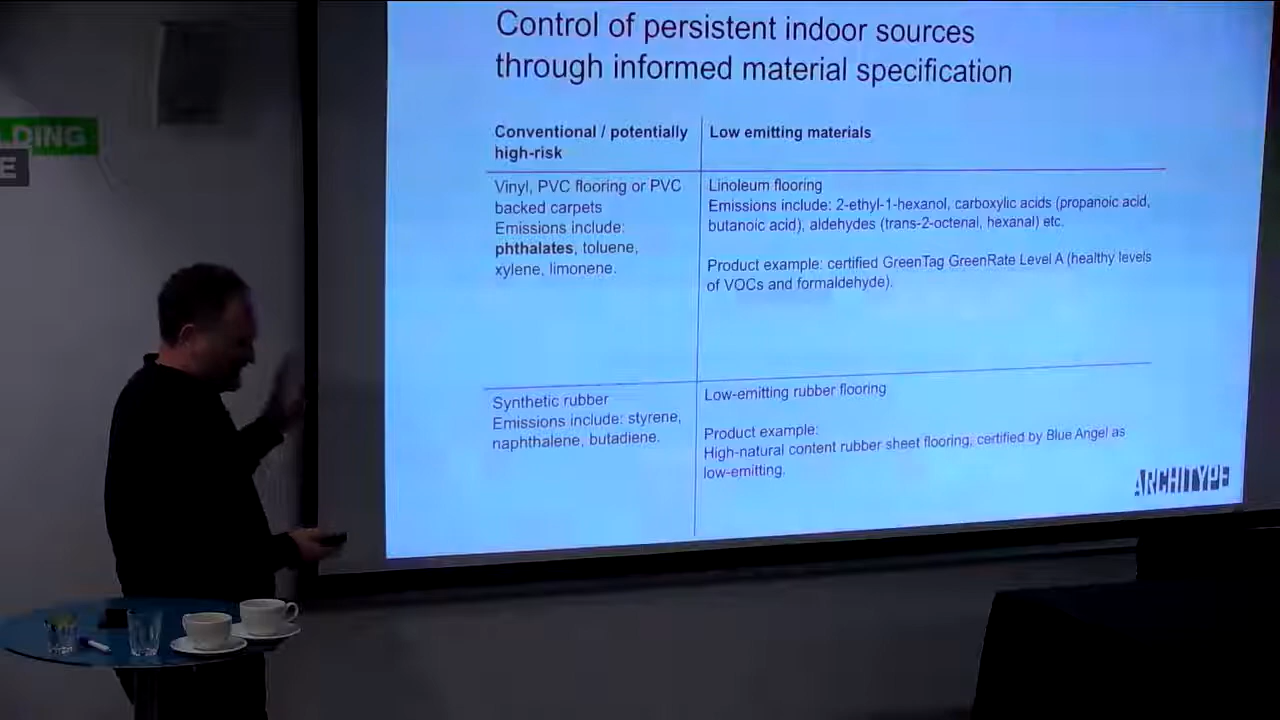 Control of persistent indoor sources
through informed material specification
LDING
E
Conventional / potentially
high-risk
Low emitting materials
Vinyl, PVC flooring or PVC
backed carpets
Emissions include:
phthalates, toluene,
xylene, limonene.
Linoleum flooring
Emissions include: 2-ethyl-1-hexanol, carboxylic acids (propanoic acid,
butanoic acid), aldehydes (trans-2-octenal, hexanal) etc.
Product example: certified GreenTag GreenRate Level A (healthy levels
of VOCs and formaldehyde).
Synthetic rubber
Emissions include: styrene,
naphthalene, butadiene.
Low-emitting rubber flooring
Product example:
High-natural content rubber sheet flooring, certified by Blue Angel as
low-emitting.
ARCHITYPE